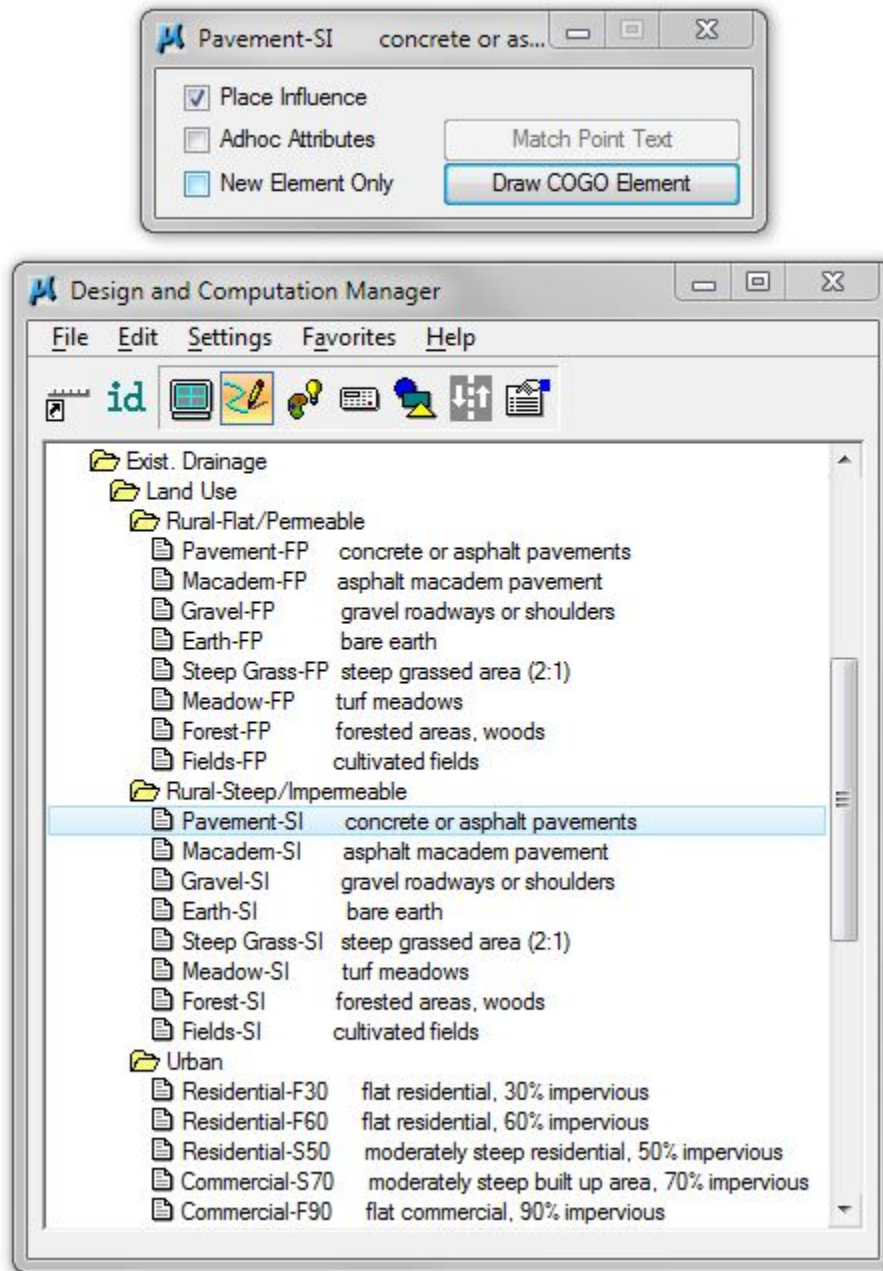 Pavement-SI concrete or as...
Place Influence
Adhoc Attributes Match Point Text
New Element Only Draw COGO Element
Design and Computation Manager
File Edit Settings Favorites Help
id
Exist. Drainage
Land Use
Rural-Flat/Permeable
Pavement-FP concrete or asphalt pavements
Macadem-FP asphalt macadem pavement
Gravel-FP gravel roadways or shoulders
Earth-FP bare earth
Steep Grass-FP steep grassed area (2:1)
Meadow-FP turf meadows
Forest-FP forested areas, woods
Fields-FP cultivated fields
Rural-Steep/Impermeable
Pavement-SI concrete or asphalt pavements
Macadem-SI asphalt macadem pavement
Gravel-SI gravel roadways or shoulders
Earth-SI bare earth
Steep Grass-SI steep grassed area (2:1)
Meadow-SI turf meadows
Forest-SI forested areas, woods
Fields-SI cultivated fields
Urban
Residential-F30 flat residential, 30% impervious
Residential-F60 flat residential, 60% impervious
Residential-S50 moderately steep residential, 50% impervious
Commercial-S70 moderately steep built up area, 70% impervious
Commercial-F90 flat commercial, 90% impervious